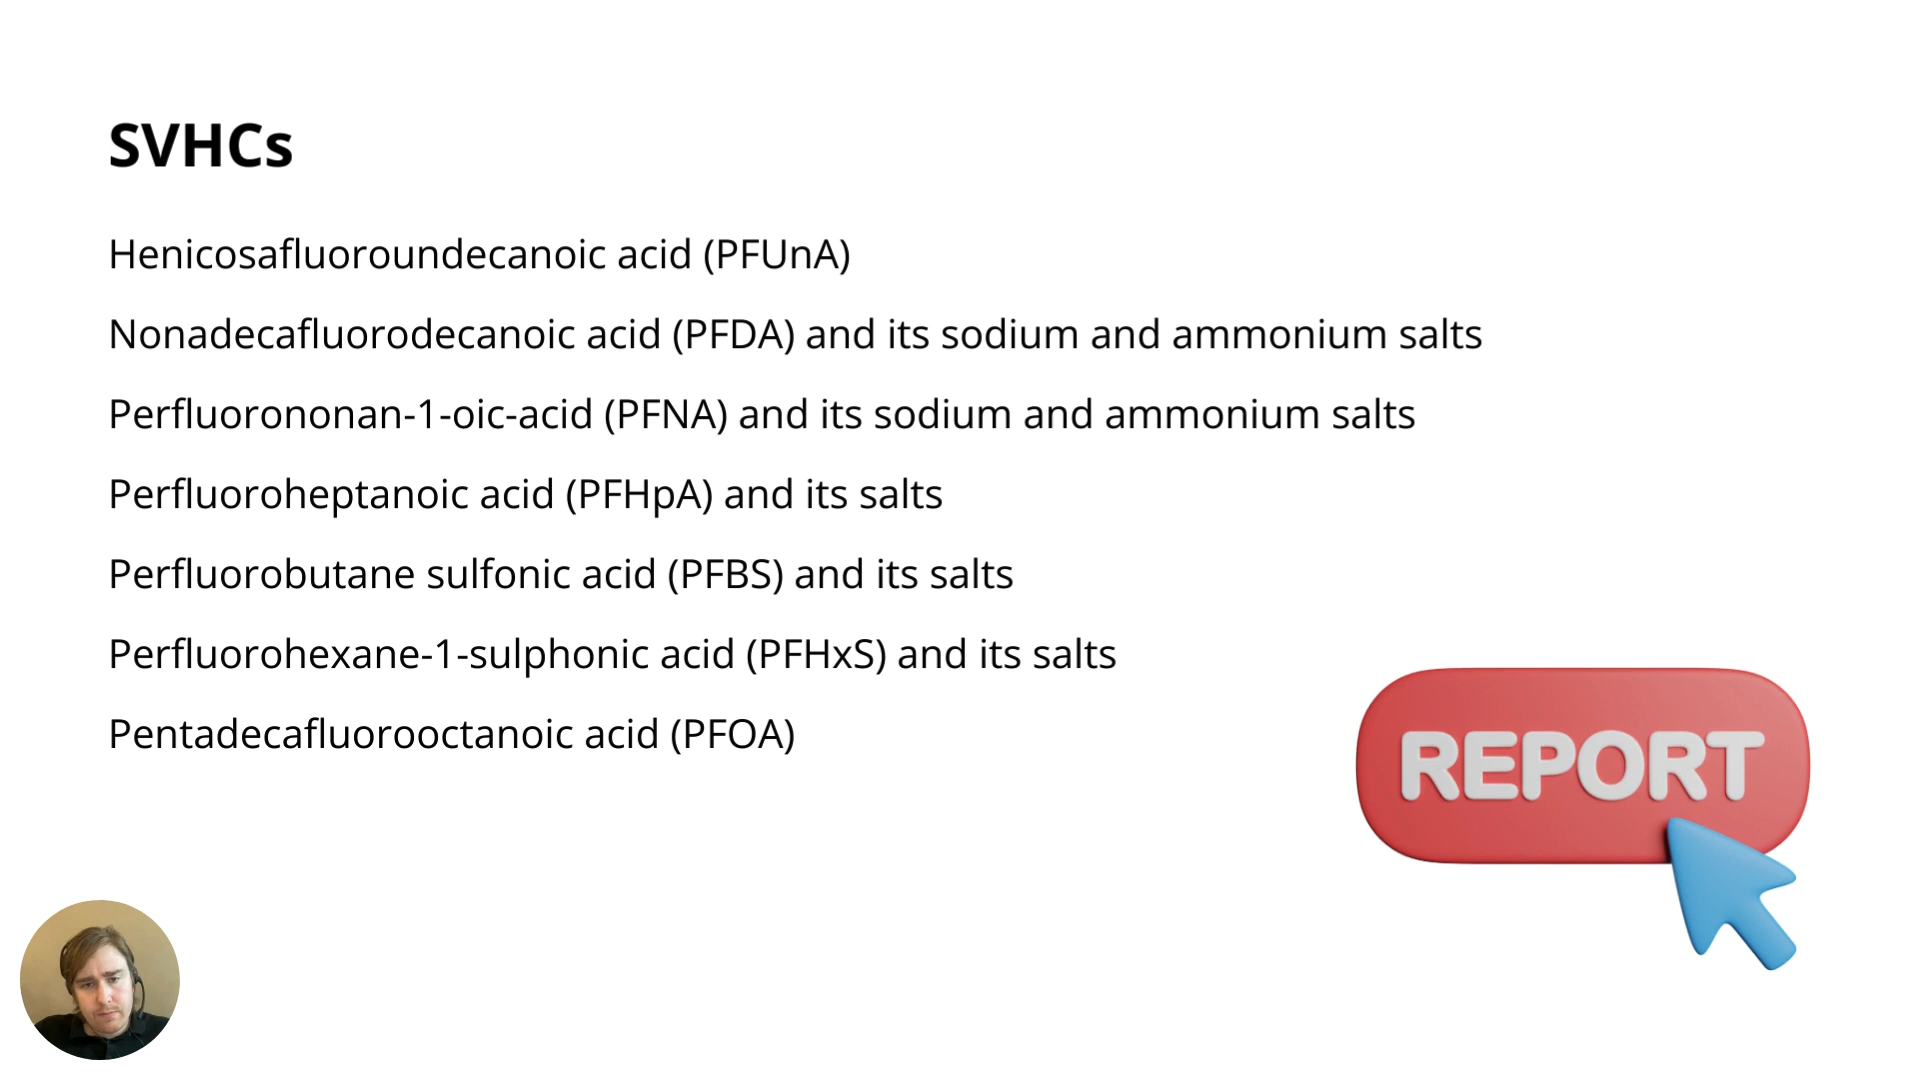 SVHCs
Henicosafluoroundecanoic acid (PFUnA)
Nonadecafluorodecanoic acid (PFDA) and its sodium and ammonium salts
Perfluorononan-1-oic-acid (PFNA) and its sodium and ammonium salts
Perfluoroheptanoic acid (PFHpA) and its salts
Perfluorobutane sulfonic acid (PFBS) and its salts
Perfluorohexane-1-sulphonic acid (PFHxS) and its salts
Pentadecafluorooctanoic acid (PFOA)
REPORT